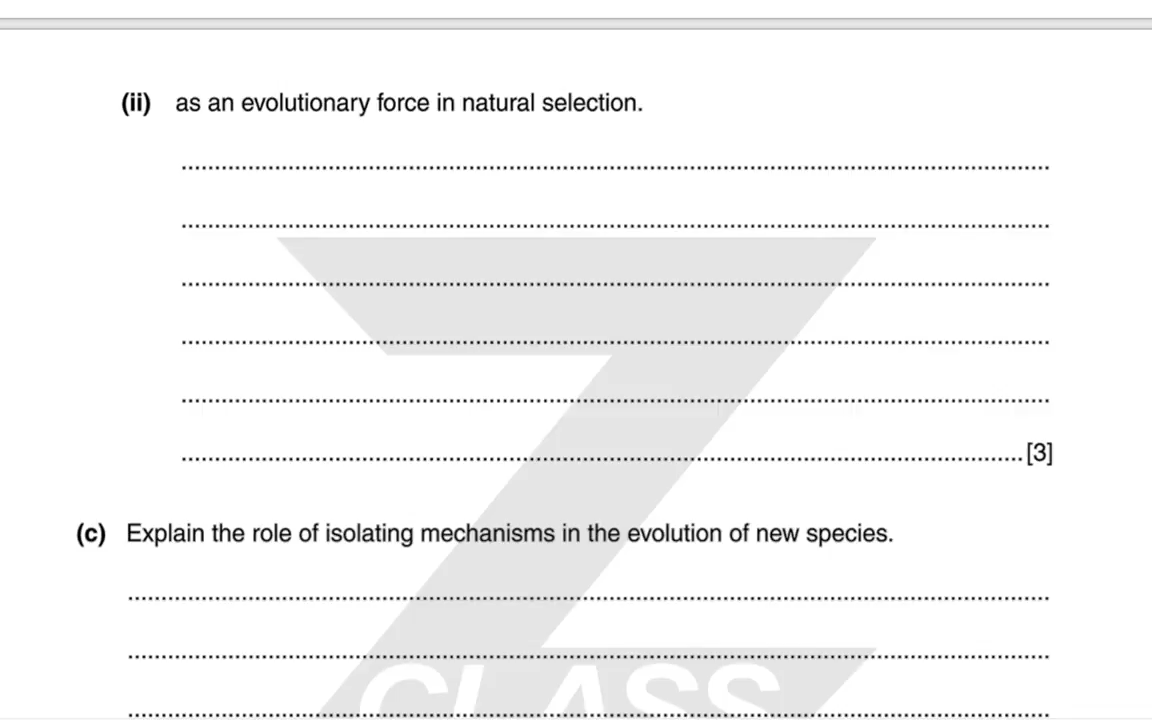 (ii) as an evolutionary force in natural selection.
[3]
(c) Explain the role of isolating mechanisms in the evolution of new species.
CLASS